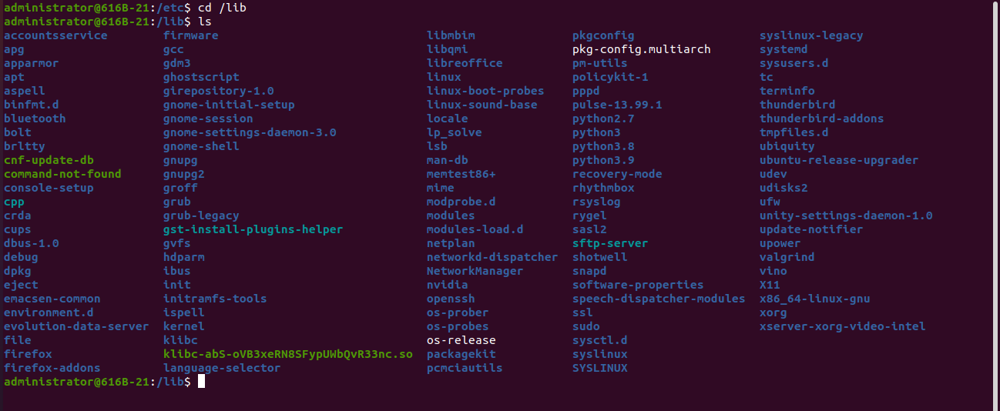 administrator@616B-21:/etc$ cd /lib
administrator@616B-21:/lib$ ls
accountsservice firmware libmbim pkgconfig syslinux-legacy
apg gcc libqmi pkg-config.multiarch systemd
apparmor gdm3 libreoffice pm-utils sysusers.d
apt ghostscript linux policykit-1 tc
aspell girepository-1.0 linux-boot-probes pppd terminfo
binfmt.d gnome-initial-setup linux-sound-base pulse-13.99.1 thunderbird
bluetooth gnome-session locale python2.7 thunderbird-addons
bolt gnome-settings-daemon-3.0 lp_solve python3 tmpfiles.d
brltty gnome-shell lsb python3.8 ubiquity
cnf-update-db gnupg man-db python3.9 ubuntu-release-upgrader
command-not-found gnupg2 memtest86+ recovery-mode udev
console-setup groff mime rhythmbox udisks2
cpp grub modprobe.d rsyslog ufw
crda grub-legacy modules rygel unity-settings-daemon-1.0
cups gst-install-plugins-helper modules-load.d sasl2 update-notifier
dbus-1.0 gvfs netplan sftp-server upower
debug hdparm networkd-dispatcher shotwell valgrind
dpkg ibus NetworkManager snapd vino
eject init nvidia software-properties X11
emacsen-common initramfs-tools openssh speech-dispatcher-modules x86_64-linux-gnu
environment.d ispell os-prober ssl xorg
evolution-data-server kernel os-probes sudo xserver-xorg-video-intel
file klibc os-release sysctl.d
firefox klibc-abS-oVB3xeRN8SFypUWbQvR33nc.so packagekit syslinux
firefox-addons language-selector pcmciautils SYSLINUX
administrator@616B-21:/lib$